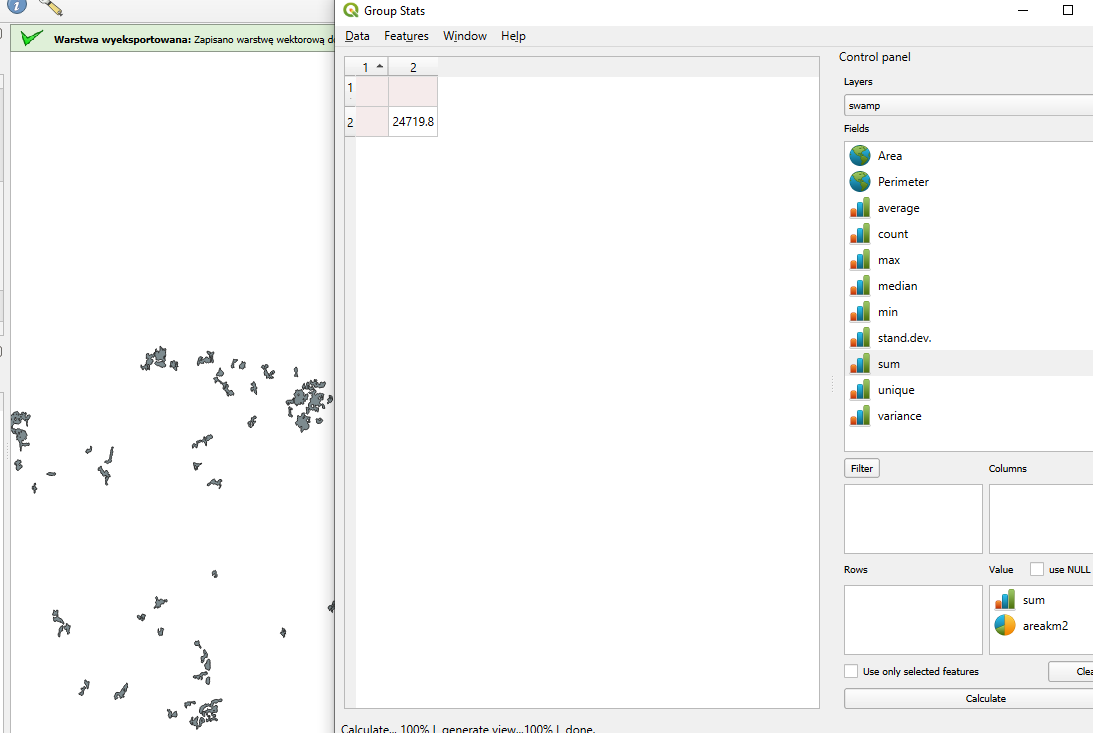 Group Stats
Warstwa wyeksportowana: Zapisano warstwę wektorową d
Data Features Window Help
1 2
1
2 24719.8
Control panel
Layers
swamp
Fields
Area
Perimeter
average
count
max
median
min
stand.dev.
sum
unique
variance
Filter Columns
Rows Value use NULL
sum
areakm2
Use only selected features Clea
Calculate
Calculate... 100% | generate view...100% | done.